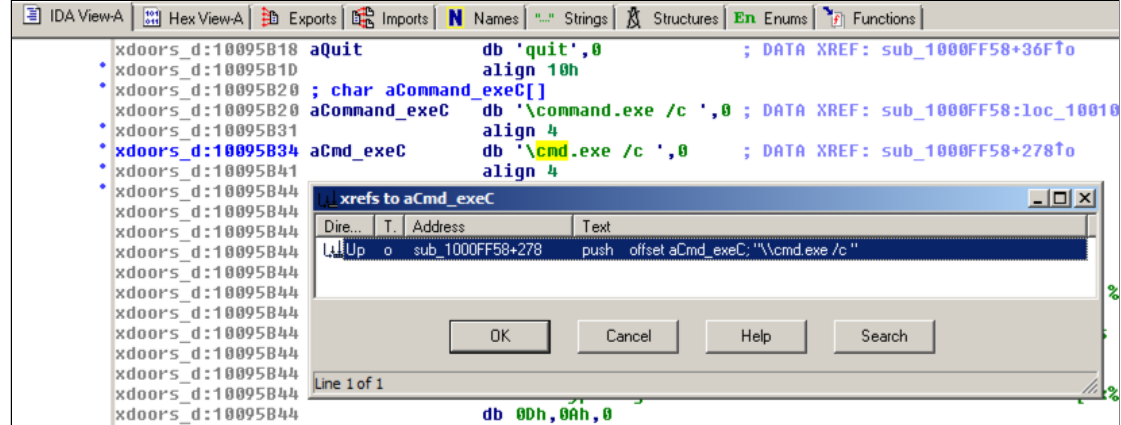 IDA View-A Hex View-A Exports Imports N Names "..." Strings Structures En Enums Functions
xdoors_d:10095B18 aQuit db 'quit',0 ; DATA XREF: sub_1000FF58+36F↑o
xdoors_d:10095B1D align 10h
xdoors_d:10095B20 ; char aCommand_exeC[]
xdoors_d:10095B20 aCommand_exeC db '\command.exe /c ',0 ; DATA XREF: sub_1000FF58:loc_10010
xdoors_d:10095B31 align 4
xdoors_d:10095B34 aCmd_exeC db '\cmd.exe /c ',0 ; DATA XREF: sub_1000FF58+278↑o
xdoors_d:10095B41 align 4
xdoors_d:10095B44
xrefs to aCmd_exeC
xdoors_d:10095B44
Dire... T. Address Text
xdoors_d:10095B44
Up o sub_1000FF58+278 push offset aCmd_exeC; "\\cmd.exe /c "
xdoors_d:10095B44
xdoors_d:10095B44
xdoors_d:10095B44 %
xdoors_d:10095B44
xdoors_d:10095B44
OK Cancel Help Search
xdoors_d:10095B44
xdoors_d:10095B44
Line 1 of 1
xdoors_d:10095B44
xdoors_d:10095B44 db 0Dh,0Ah,0